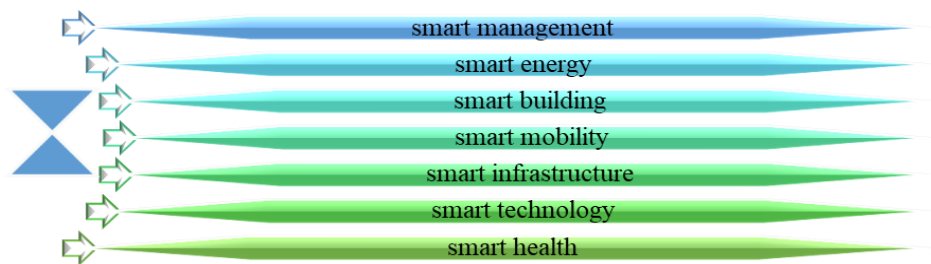 smart management
smart energy
smart building
smart mobility
smart infrastructure
smart technology
smart health